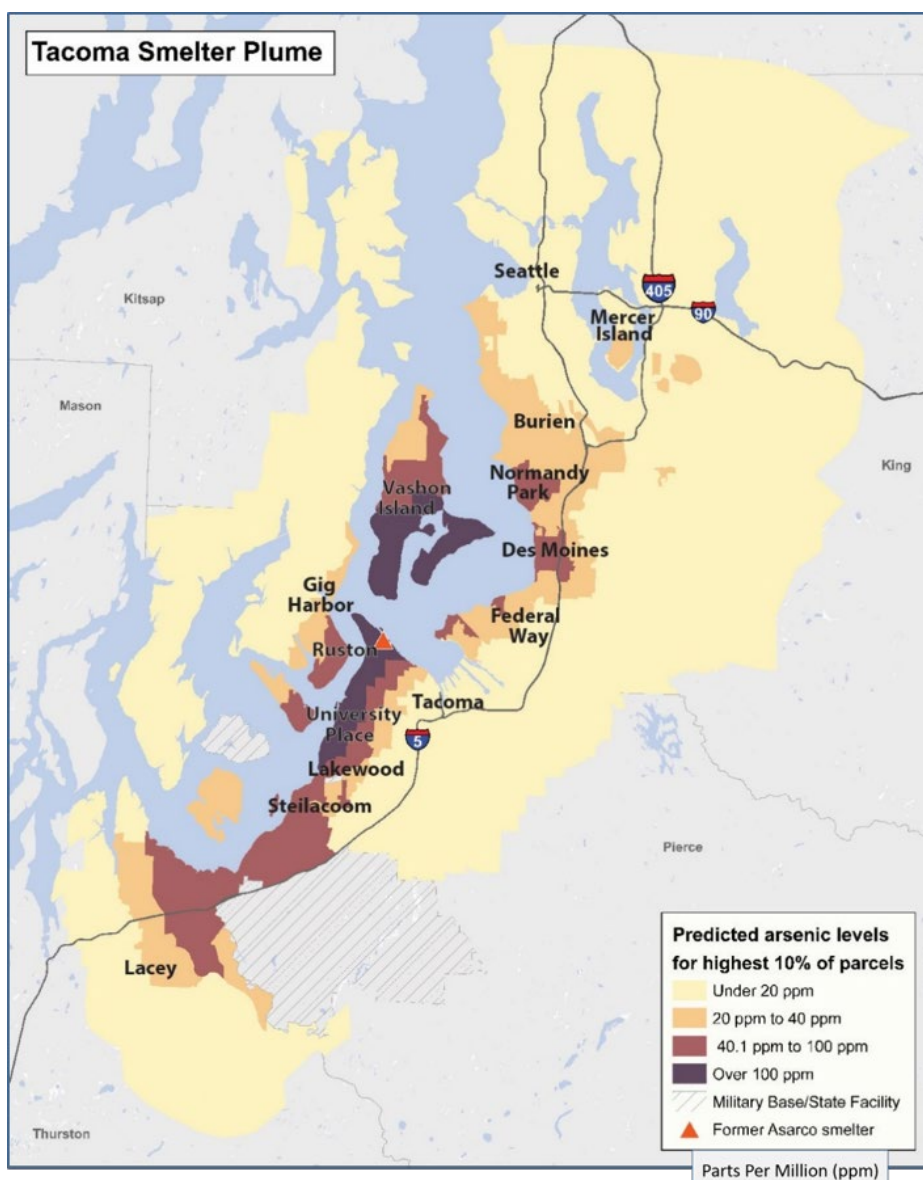 Tacoma Smelter Plume
Seattle
405
90
Mercer
Island
Kitsap
Mason
Burien
King
Normandy
Park
Vashon
Island
Des Moines
Gig
Harbor
Federal
Way
Ruston
Tacoma
University
Place
5
Lakewood
Steilacoom
Pierce
Lacey
Thurston
Predicted arsenic levels
for highest 10% of parcels
Under 20 ppm
20 ppm to 40 ppm
40.1 ppm to 100 ppm
Over 100 ppm
Military Base/State Facility
Former Asarco smelter
Parts Per Million (ppm)